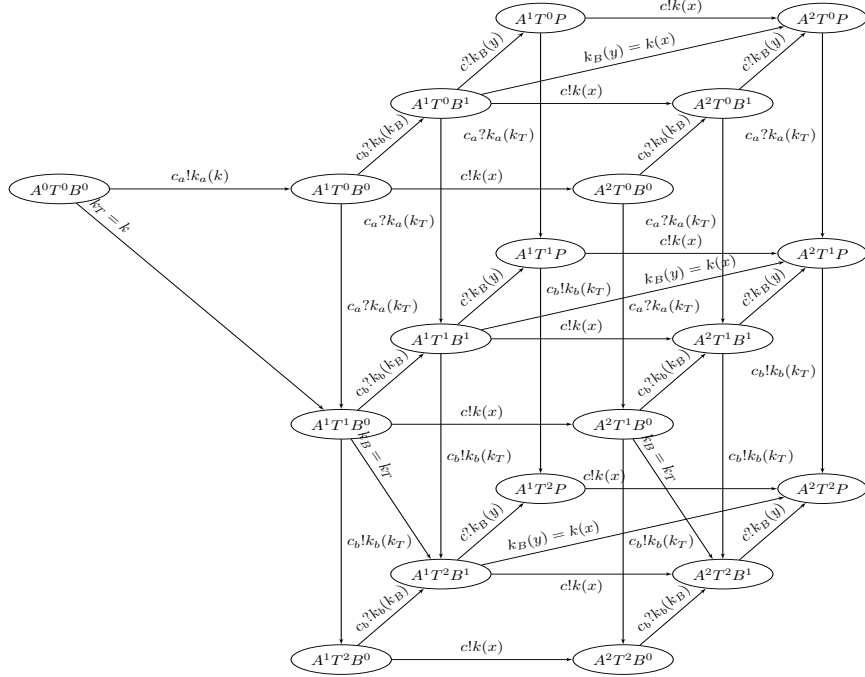 A¹T⁰P
c!k(x)
A²T⁰P
c?k_B(y)
k_B(y) = k(x)
c?k_B(y)
A¹T⁰B¹
c!k(x)
A²T⁰B¹
c_b?k_b(k_B)
c_a?k_a(k_T)
c_b?k_b(k_B)
c_a?k_a(k_T)
A⁰T⁰B⁰
c_a!k_a(k)
A¹T⁰B⁰
c!k(x)
A²T⁰B⁰
k_T = k
c_a?k_a(k_T)
c_a?k_a(k_T)
A¹T¹P
c!k(x)
A²T¹P
c?k_B(y)
k_B(y) = k(x)
c?k_B(y)
c_a?k_a(k_T)
c_b!k_b(k_T)
c_a?k_a(k_T)
A¹T¹B¹
c!k(x)
A²T¹B¹
c_b?k_b(k_B)
c_b?k_b(k_B)
c_b!k_b(k_T)
A¹T¹B⁰
c!k(x)
A²T¹B⁰
k_B = k_T
c_b!k_b(k_T)
k_B = k_T
c_b!k_b(k_T)
A¹T²P
c!k(x)
A²T²P
c?k_B(y)
k_B(y) = k(x)
c?k_B(y)
c_b!k_b(k_T)
c_b!k_b(k_T)
A¹T²B¹
c!k(x)
A²T²B¹
c_b?k_b(k_B)
c_b?k_b(k_B)
A¹T²B⁰
c!k(x)
A²T²B⁰